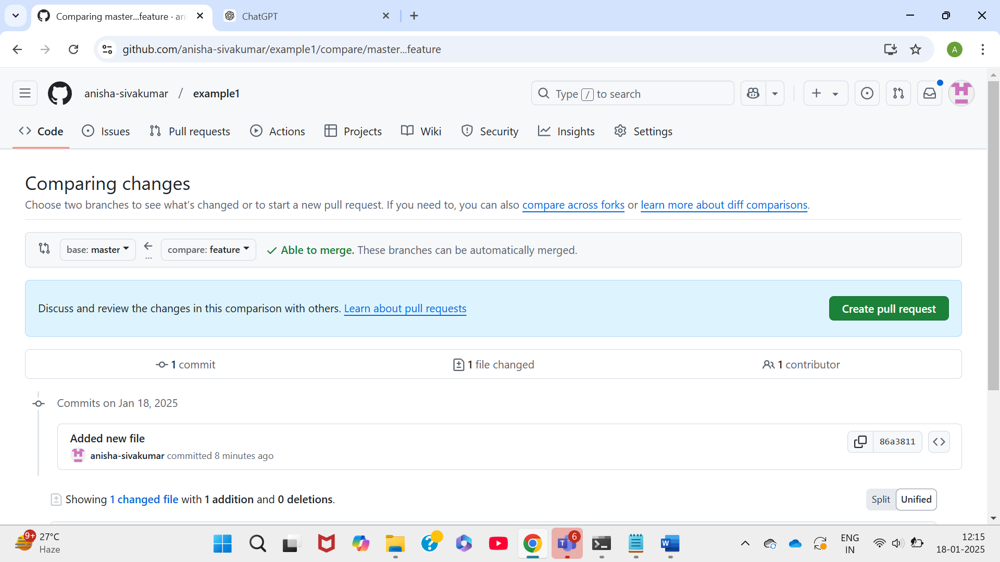 Comparing master...feature · ani
ChatGPT
github.com/anisha-sivakumar/example1/compare/master...feature
A
anisha-sivakumar / example1
Type / to search
Code
Issues
Pull requests
Actions
Projects
Wiki
Security
Insights
Settings
Comparing changes
Choose two branches to see what's changed or to start a new pull request. If you need to, you can also compare across forks or learn more about diff comparisons.
base: master
...
compare: feature
Able to merge. These branches can be automatically merged.
Discuss and review the changes in this comparison with others. Learn about pull requests
Create pull request
1 commit
1 file changed
1 contributor
Commits on Jan 18, 2025
Added new file
86a3811
anisha-sivakumar committed 8 minutes ago
Showing 1 changed file with 1 addition and 0 deletions.
Split
Unified
9+
27°C
Haze
6
ENG
IN
12:15
18-01-2025